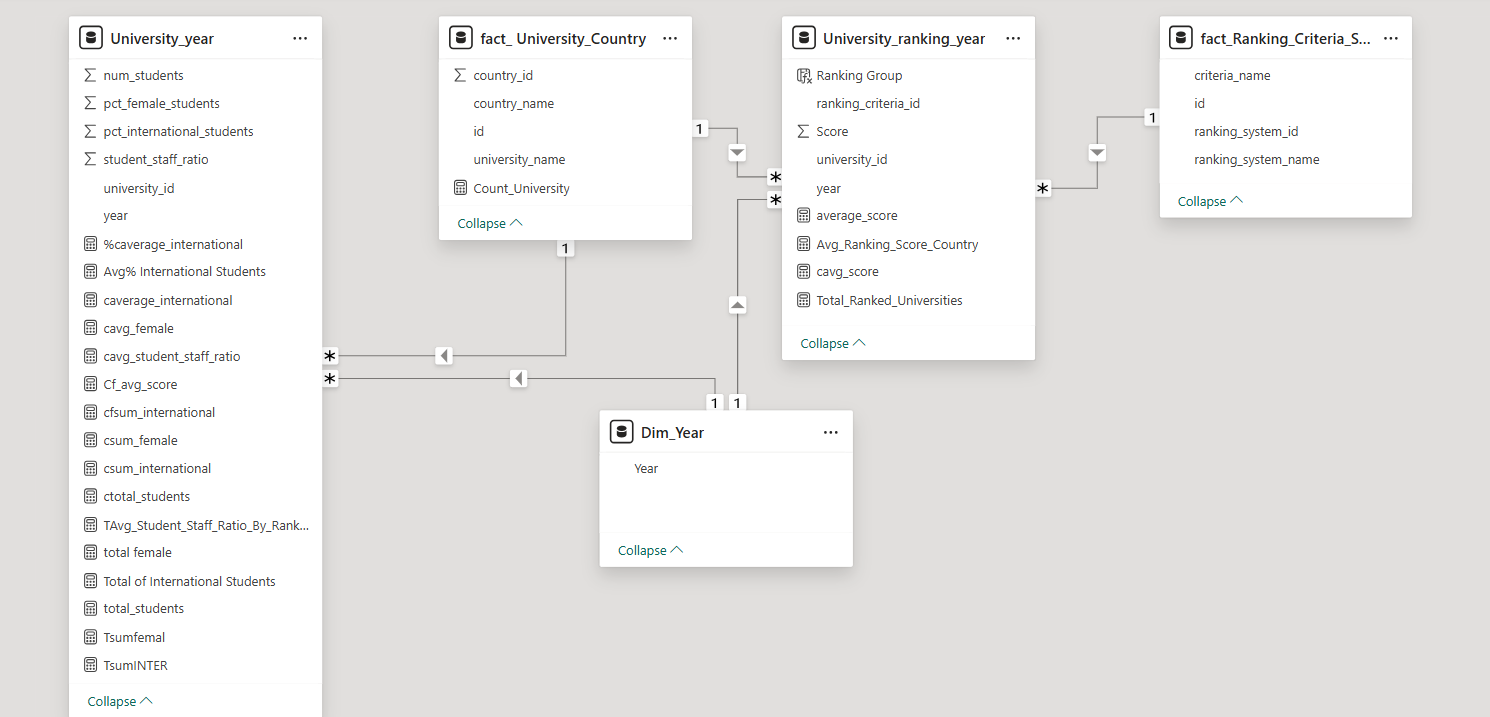 University_year
...
num_students
pct_female_students
pct_international_students
student_staff_ratio
university_id
year
%caverage_international
Avg% International Students
caverage_international
cavg_female
cavg_student_staff_ratio
Cf_avg_score
cfsum_international
csum_female
csum_international
ctotal_students
TAvg_Student_Staff_Ratio_By_Rank...
total female
Total of International Students
total_students
Tsumfemal
TsumINTER
Collapse
fact_ University_Country
...
country_id
country_name
id
university_name
Count_University
Collapse
1
1
*
*
University_ranking_year
...
Ranking Group
ranking_criteria_id
Score
university_id
year
average_score
Avg_Ranking_Score_Country
cavg_score
Total_Ranked_Universities
Collapse
*
*
*
1
fact_Ranking_Criteria_S...
...
criteria_name
id
ranking_system_id
ranking_system_name
Collapse
1
1
Dim_Year
...
Year
Collapse